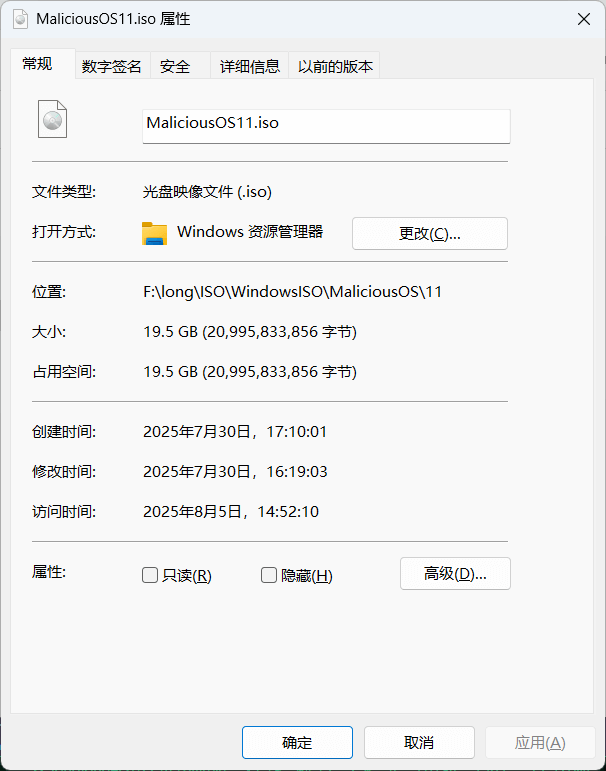 MaliciousOS11.iso 属性
常规 数字签名 安全 详细信息 以前的版本
MaliciousOS11.iso
文件类型: 光盘映像文件 (.iso)
打开方式: Windows 资源管理器 更改(C)...
位置: F:\long\ISO\WindowsISO\MaliciousOS\11
大小: 19.5 GB (20,995,833,856 字节)
占用空间: 19.5 GB (20,995,833,856 字节)
创建时间: 2025年7月30日，17:10:01
修改时间: 2025年7月30日，16:19:03
访问时间: 2025年8月5日，14:52:10
属性: 只读(R) 隐藏(H) 高级(D)...
确定 取消 应用(A)